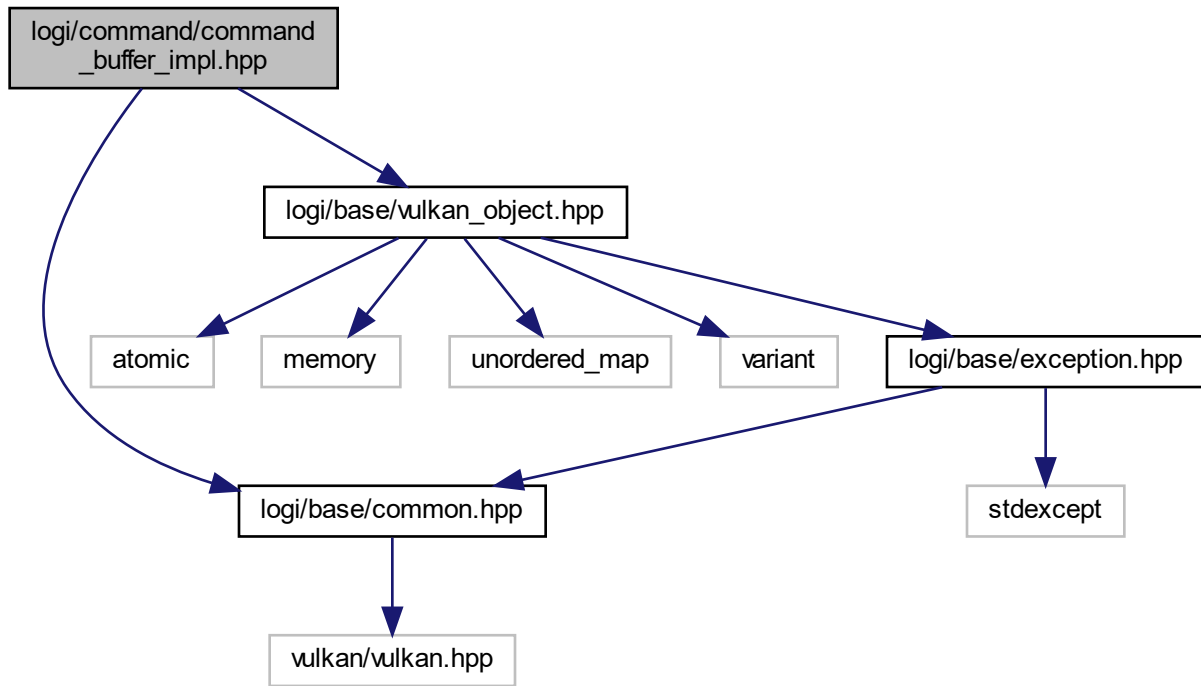 logi/command/command
_buffer_impl.hpp
logi/base/vulkan_object.hpp
atomic
memory
unordered_map
variant
logi/base/exception.hpp
logi/base/common.hpp
stdexcept
vulkan/vulkan.hpp